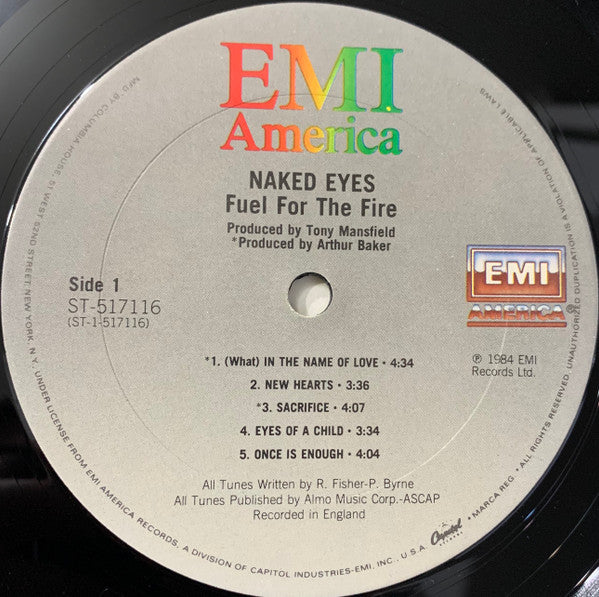 EMI
America
NAKED EYES
Fuel For The Fire
Produced by Tony Mansfield
*Produced by Arthur Baker
Side 1
ST-517116
(ST-1-517116)
EMI
AMERICA®
℗ 1984 EMI
Records Ltd.
*1. (What) IN THE NAME OF LOVE • 4:34
2. NEW HEARTS • 3:36
*3. SACRIFICE • 4:07
4. EYES OF A CHILD • 3:34
5. ONCE IS ENOUGH • 4:04
All Tunes Written by R. Fisher-P. Byrne
All Tunes Published by Almo Music Corp.-ASCAP
Recorded in England
MFD. BY COLUMBIA HOUSE, 51 WEST 52ND STREET, NEW YORK, N.Y. UNDER LICENSE FROM EMI AMERICA RECORDS, A DIVISION OF CAPITOL INDUSTRIES-EMI, INC., U.S.A. Capitol RECORDS • MARCA REG. • ALL RIGHTS RESERVED. UNAUTHORIZED DUPLICATION IS A VIOLATION OF APPLICABLE LAWS